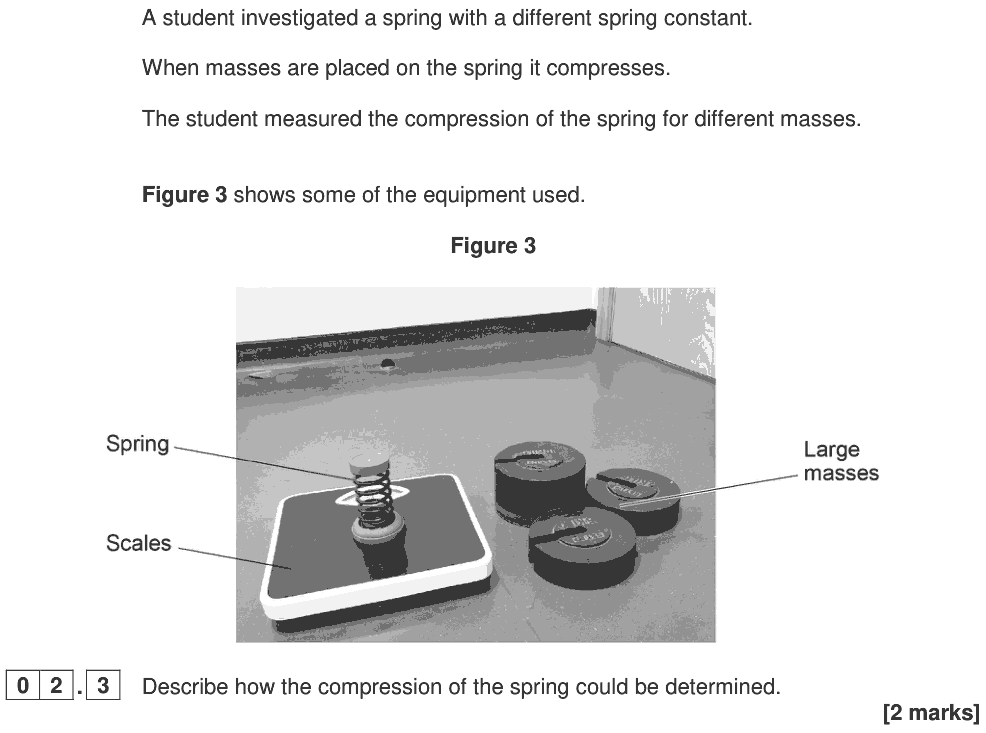 A student investigated a spring with a different spring constant.
When masses are placed on the spring it compresses.
The student measured the compression of the spring for different masses.
Figure 3 shows some of the equipment used.
Figure 3
Spring
Large
masses
Scales
0 2 . 3 Describe how the compression of the spring could be determined.
[2 marks]